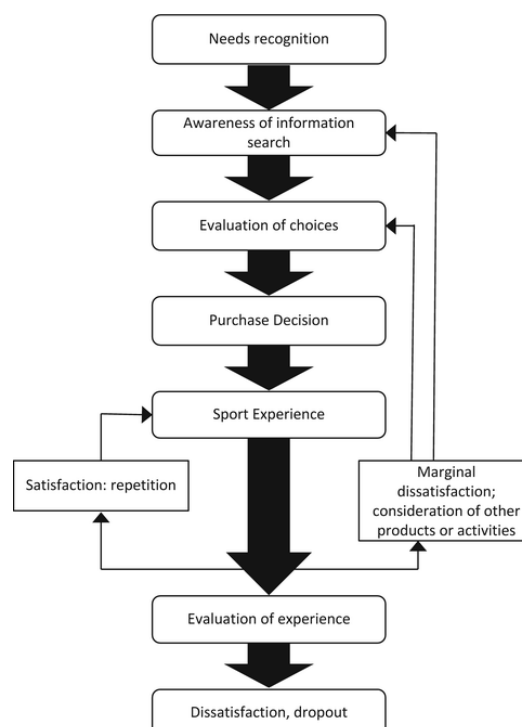 Needs recognition
Awareness of information
search
Evaluation of choices
Purchase Decision
Sport Experience
Satisfaction: repetition
Marginal
dissatisfaction;
consideration of other
products or activities
Evaluation of experience
Dissatisfaction, dropout